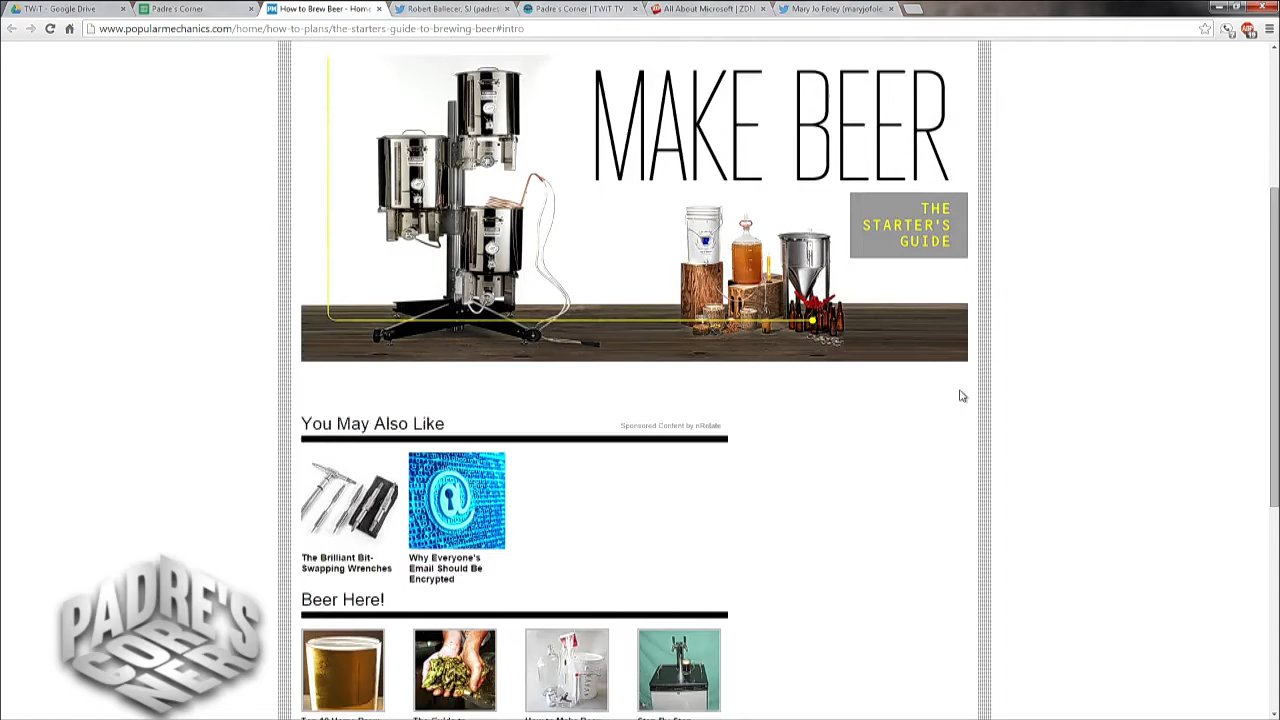 TWiT - Google Drive
Padre s Corner
How to Brew Beer - Hom
Robert Ballecer, SJ (padres
Padre s Corner | TWiT TV
All About Microsoft | ZDN
Mary Jo Foley (maryjofole
www.popularmechanics.com/home/how-to-plans/the-starters-guide-to-brewing-beer#intro
MAKE BEER
THE
STARTER'S
GUIDE
You May Also Like
Sponsored Content by nRelate
The Brilliant Bit-
Swapping Wrenches
Why Everyone's
Email Should Be
Encrypted
Beer Here!
PADRE'S
COR
NER